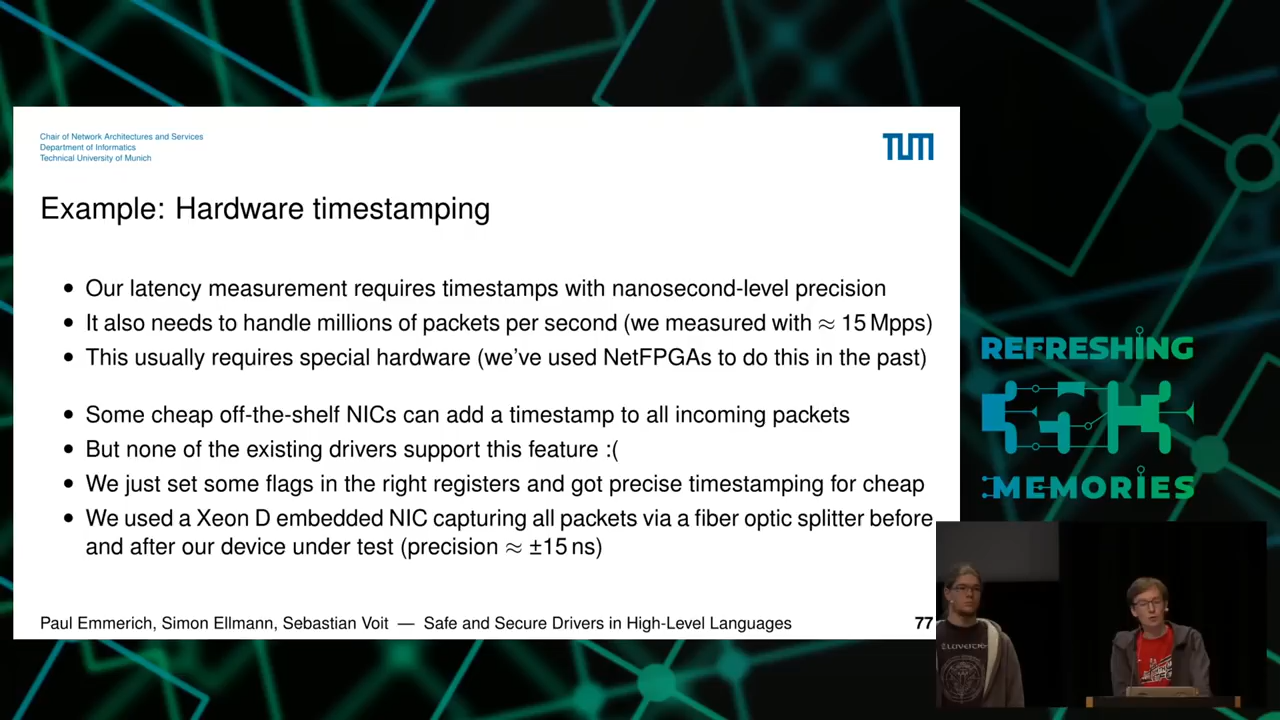 Chair of Network Architectures and Services
Department of Informatics
Technical University of Munich
TUM
Example: Hardware timestamping
• Our latency measurement requires timestamps with nanosecond-level precision
• It also needs to handle millions of packets per second (we measured with ≈ 15 Mpps)
• This usually requires special hardware (we've used NetFPGAs to do this in the past)
• Some cheap off-the-shelf NICs can add a timestamp to all incoming packets
• But none of the existing drivers support this feature :(
• We just set some flags in the right registers and got precise timestamping for cheap
• We used a Xeon D embedded NIC capturing all packets via a fiber optic splitter before
and after our device under test (precision ≈ ±15 ns)
Paul Emmerich, Simon Ellmann, Sebastian Voit — Safe and Secure Drivers in High-Level Languages
77
REFRESHING
MEMORIES